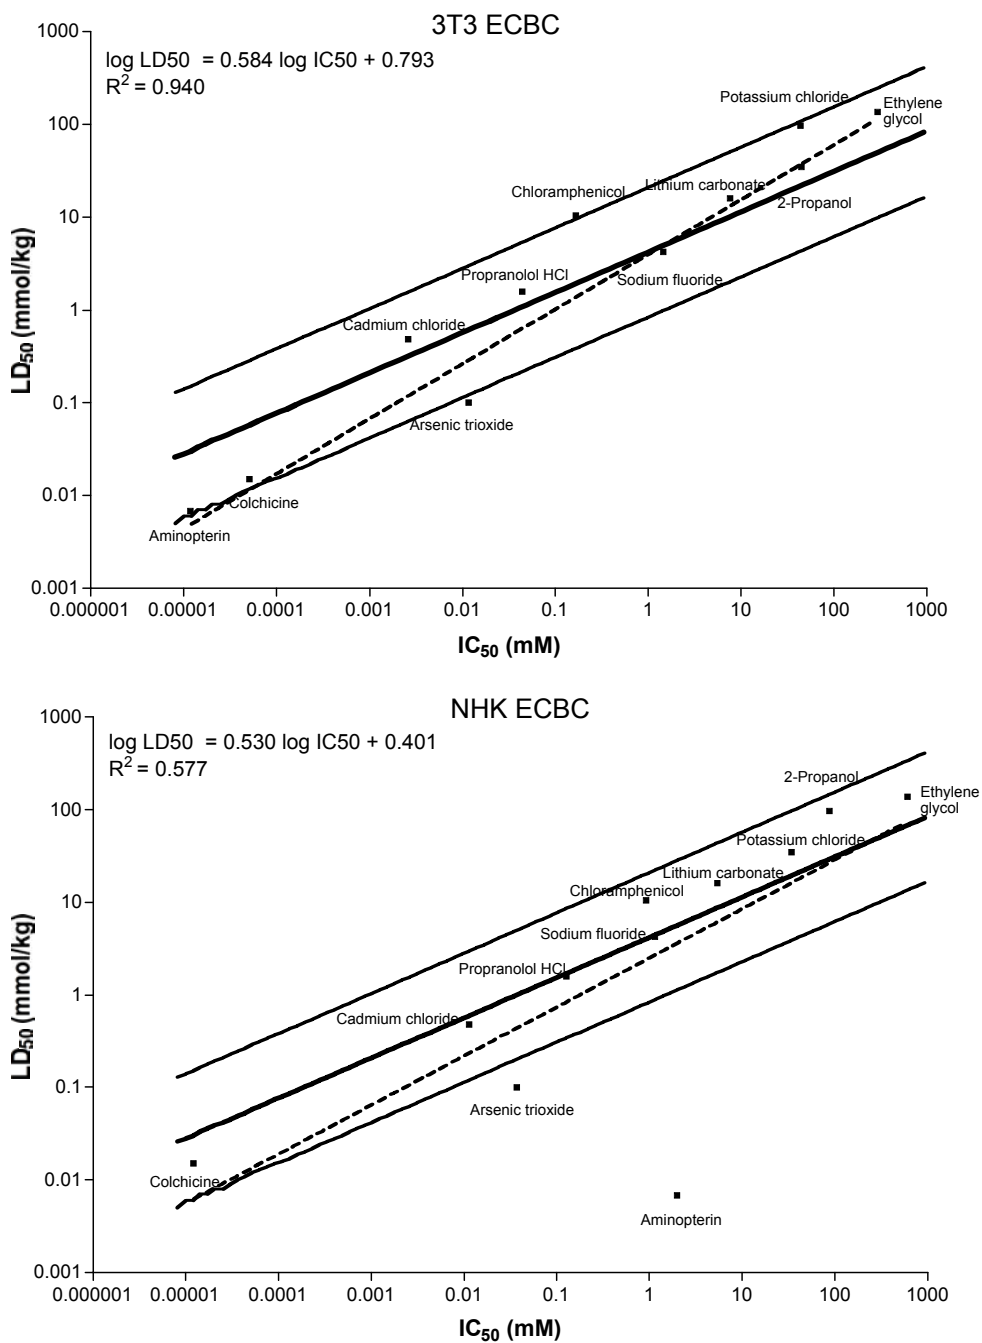 3T3 ECBC
log LD50 = 0.584 log IC50 + 0.793
R² = 0.940
1000
100
10
1
0.1
0.01
0.001
LD₅₀ (mmol/kg)
Potassium chloride
Ethylene
glycol
Chloramphenicol
Lithium carbonate
2-Propanol
Propranolol HCl
Sodium fluoride
Cadmium chloride
Arsenic trioxide
Colchicine
Aminopterin
0.000001 0.00001 0.0001 0.001 0.01 0.1 1 10 100 1000
IC₅₀ (mM)
NHK ECBC
log LD50 = 0.530 log IC50 + 0.401
R² = 0.577
1000
100
10
1
0.1
0.01
0.001
LD₅₀ (mmol/kg)
2-Propanol
Ethylene
glycol
Potassium chloride
Lithium carbonate
Chloramphenicol
Sodium fluoride
Propranolol HCl
Cadmium chloride
Arsenic trioxide
Colchicine
Aminopterin
0.000001 0.00001 0.0001 0.001 0.01 0.1 1 10 100 1000
IC₅₀ (mM)